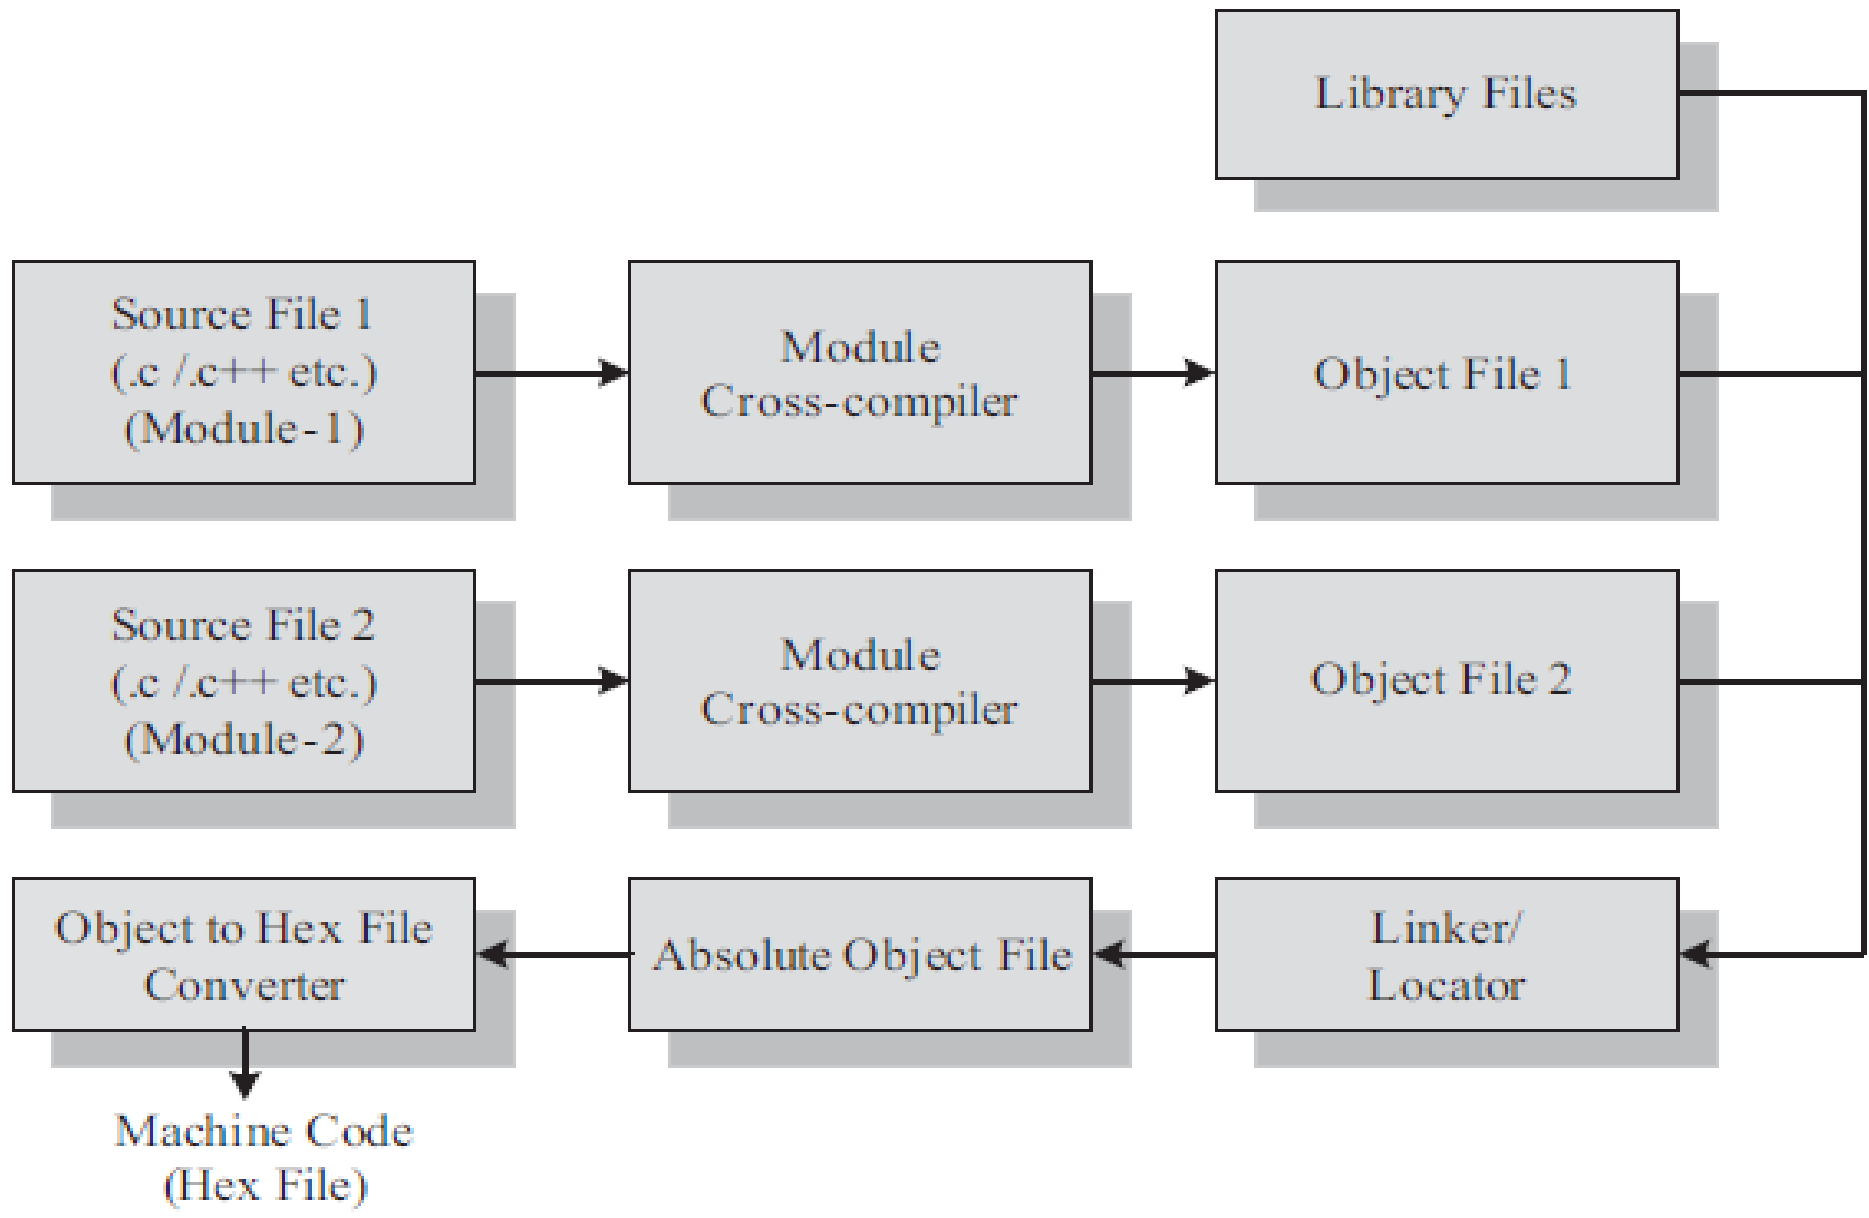 Library Files
Source File 1
(.c /.c++ etc.)
(Module-1)
Module
Cross-compiler
Object File 1
Source File 2
(.c /.c++ etc.)
(Module-2)
Module
Cross-compiler
Object File 2
Object to Hex File
Converter
Absolute Object File
Linker/
Locator
Machine Code
(Hex File)